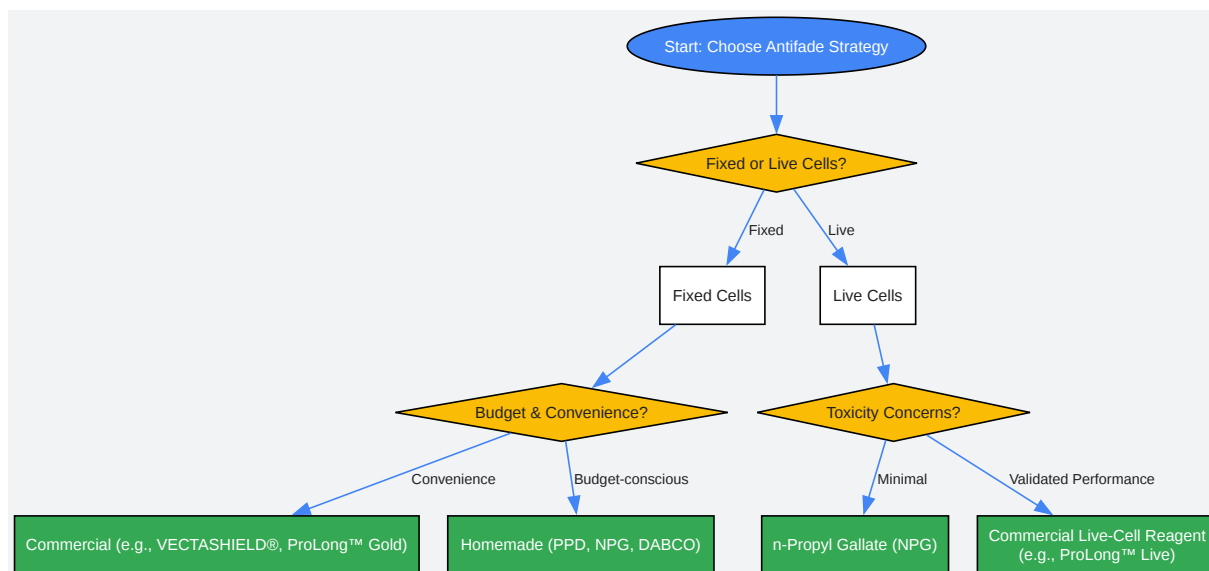 Start: Choose Antifade Strategy
Fixed or Live Cells?
Fixed
Live
Fixed Cells
Live Cells
Budget & Convenience?
Toxicity Concerns?
Convenience
Budget-conscious
Minimal
Validated Performance
Commercial (e.g., VECTASHIELD®, ProLong™ Gold)
Homemade (PPD, NPG, DABCO)
n-Propyl Gallate (NPG)
Commercial Live-Cell Reagent
(e.g., ProLong™ Live)